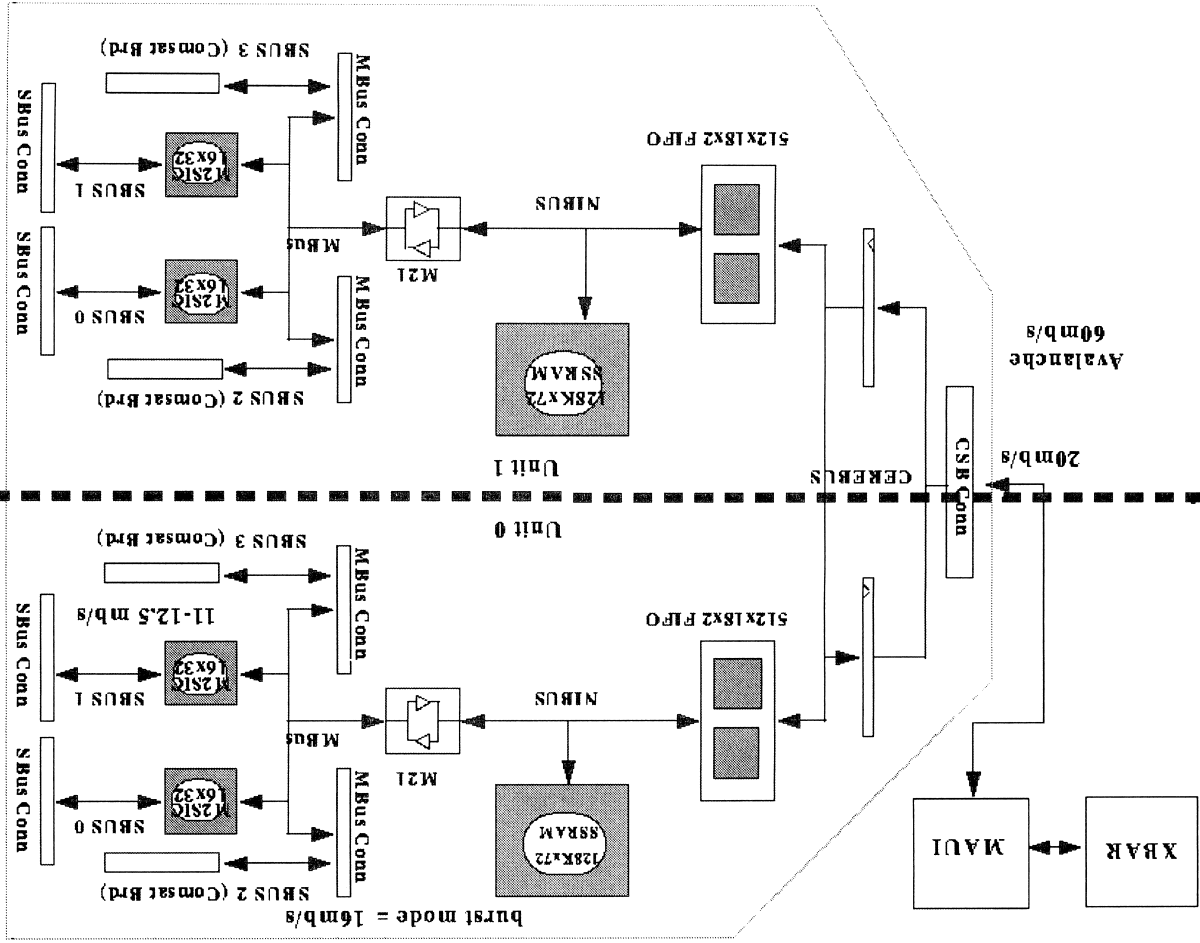 burst mode = 16mb/s
XBAR
MAUI
128Kx72
SSRAM
MBus Conn
SBUS 2 (Comsat Brd)
M2SIC
16x32
SBUS 0
SBus Conn
M21
MBus
NIBUS
512x18x2 FIFO
M2SIC
16x32
SBUS 1
SBus Conn
11-12.5 mb/s
MBus Conn
SBUS 3 (Comsat Brd)
Unit 0
CSB Conn
CEREBUS
20mb/s
Unit 1
Avalanche
60mb/s
128Kx72
SSRAM
MBus Conn
SBUS 2 (Comsat Brd)
M2SIC
16x32
SBUS 0
SBus Conn
M21
MBus
NIBUS
512x18x2 FIFO
M2SIC
16x32
SBUS 1
SBus Conn
MBus Conn
SBUS 3 (Comsat Brd)